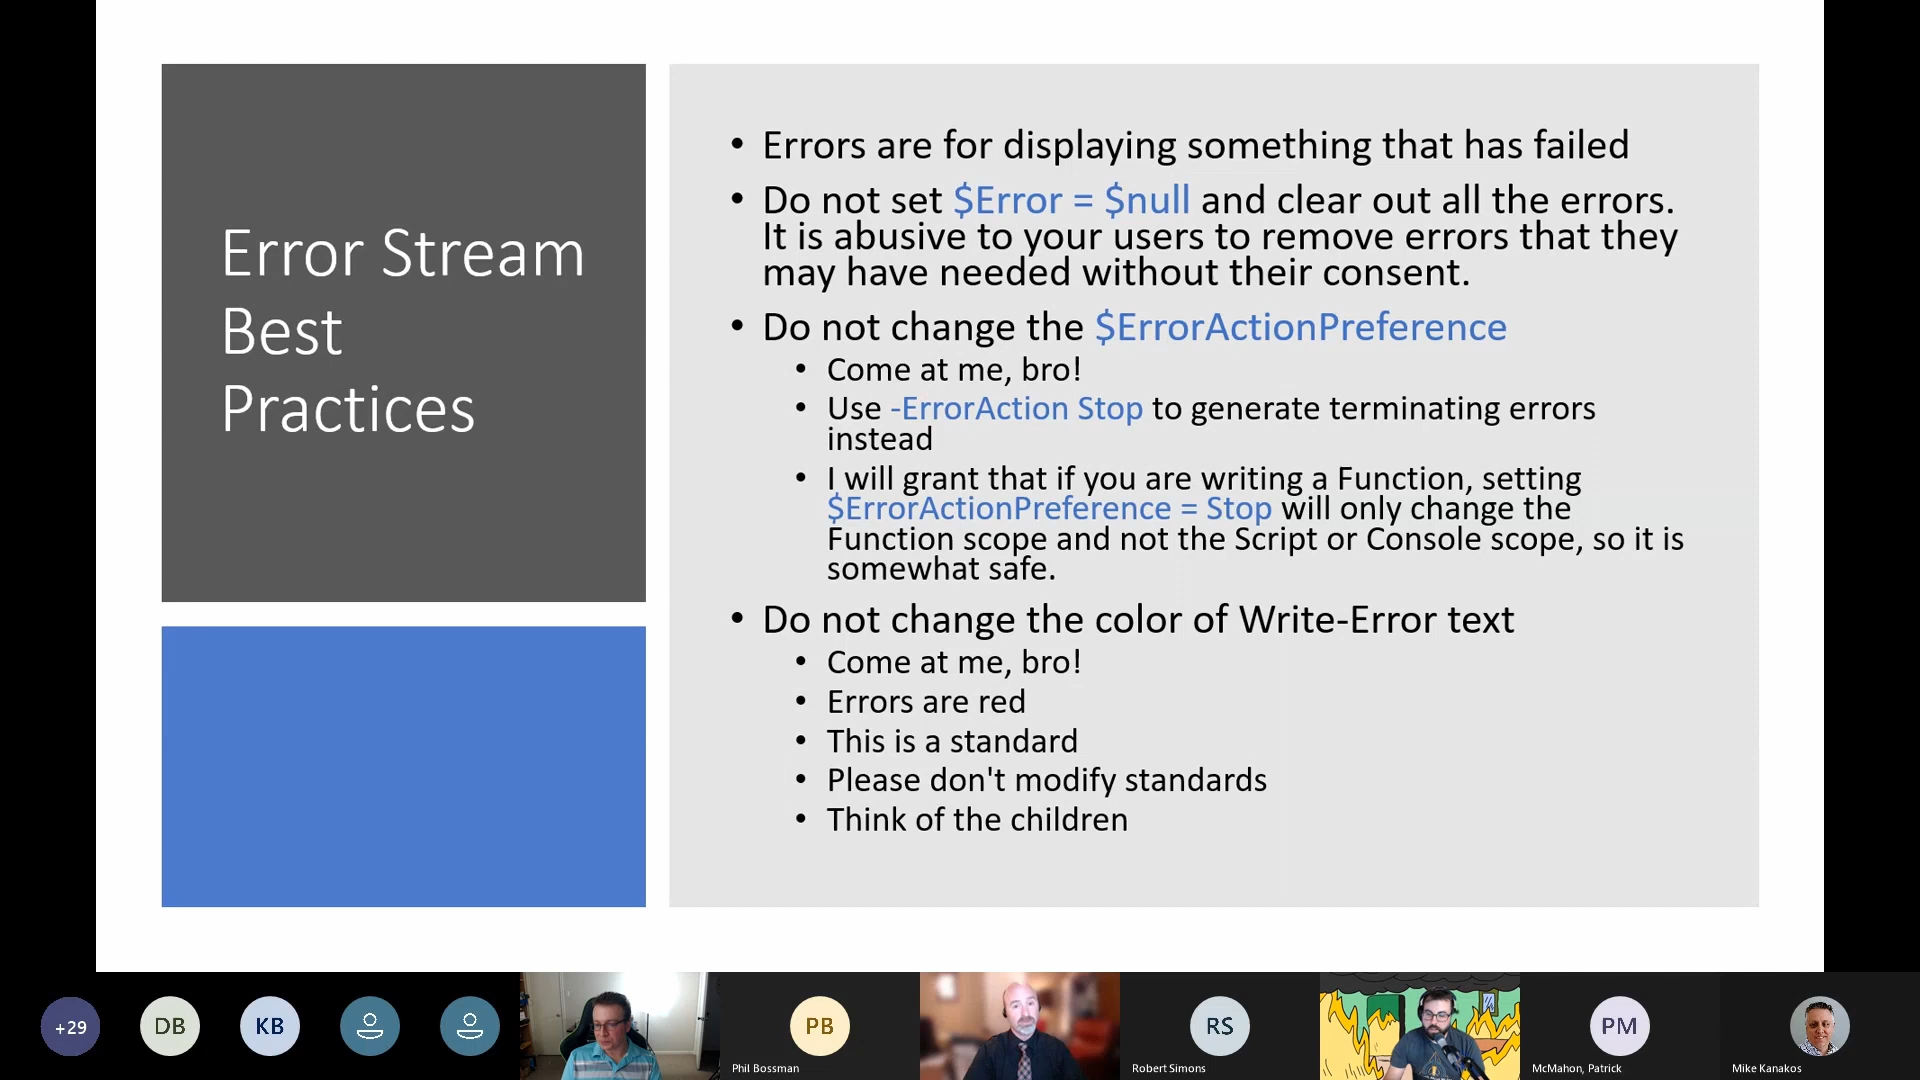 Error Stream
Best
Practices
• Errors are for displaying something that has failed
• Do not set $Error = $null and clear out all the errors.
It is abusive to your users to remove errors that they
may have needed without their consent.
• Do not change the $ErrorActionPreference
• Come at me, bro!
• Use -ErrorAction Stop to generate terminating errors
instead
• I will grant that if you are writing a Function, setting
$ErrorActionPreference = Stop will only change the
Function scope and not the Script or Console scope, so it is
somewhat safe.
• Do not change the color of Write-Error text
• Come at me, bro!
• Errors are red
• This is a standard
• Please don't modify standards
• Think of the children
+29
DB
KB
PB
Phil Bossman
RS
Robert Simons
PM
McMahon, Patrick
Mike Kanakos